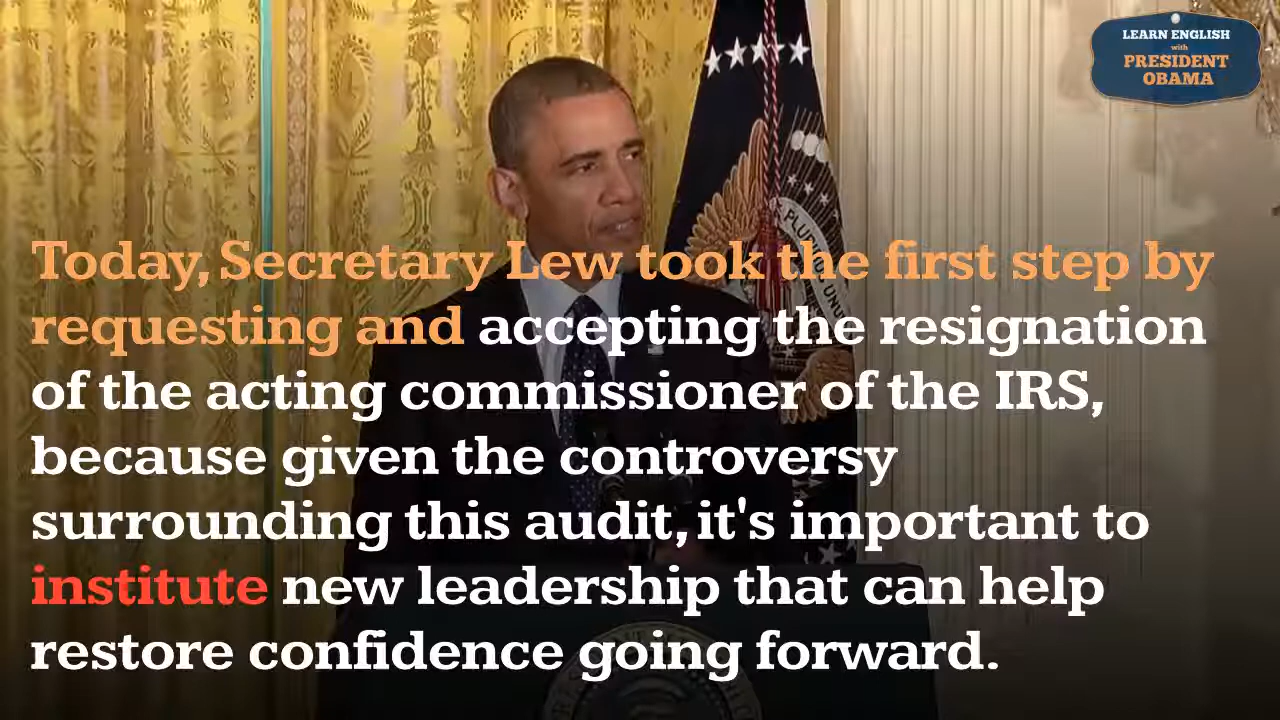 LEARN ENGLISH
with
PRESIDENT
OBAMA
Today, Secretary Lew took the first step by
requesting and accepting the resignation
of the acting commissioner of the IRS,
because given the controversy
surrounding this audit, it's important to
institute new leadership that can help
restore confidence going forward.